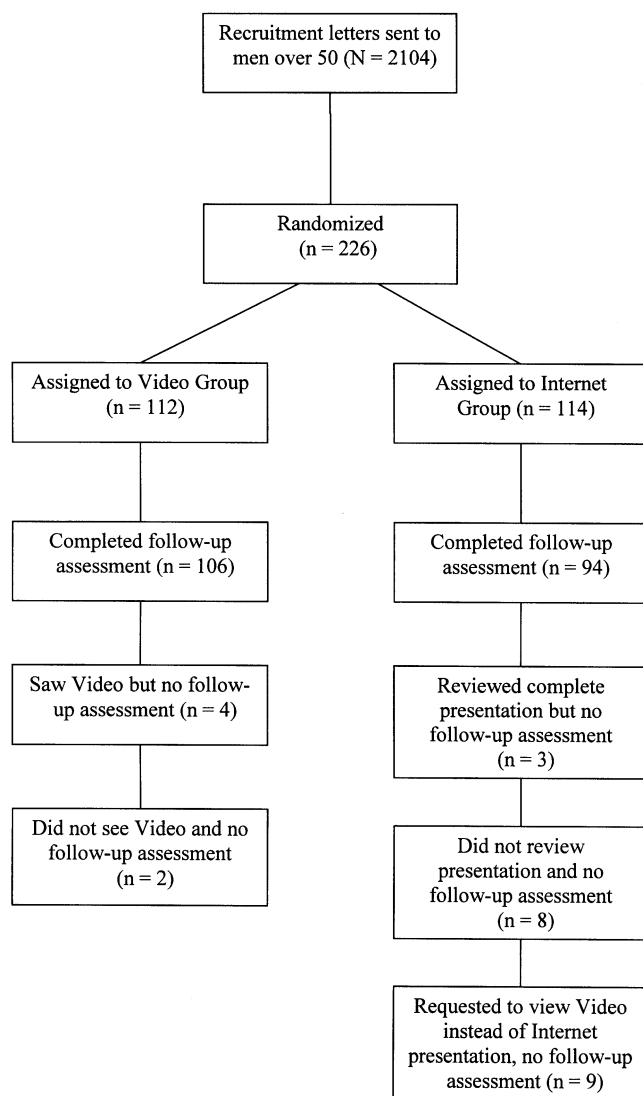 Recruitment letters sent to
men over 50 (N = 2104)
Randomized
(n = 226)
Assigned to Video Group
(n = 112)
Completed follow-up
assessment (n = 106)
Saw Video but no follow-
up assessment (n = 4)
Did not see Video and no
follow-up assessment
(n = 2)
Assigned to Internet
Group (n = 114)
Completed follow-up
assessment (n = 94)
Reviewed complete
presentation but no
follow-up assessment
(n = 3)
Did not review
presentation and no
follow-up assessment
(n = 8)
Requested to view Video
instead of Internet
presentation, no follow-up
assessment (n = 9)